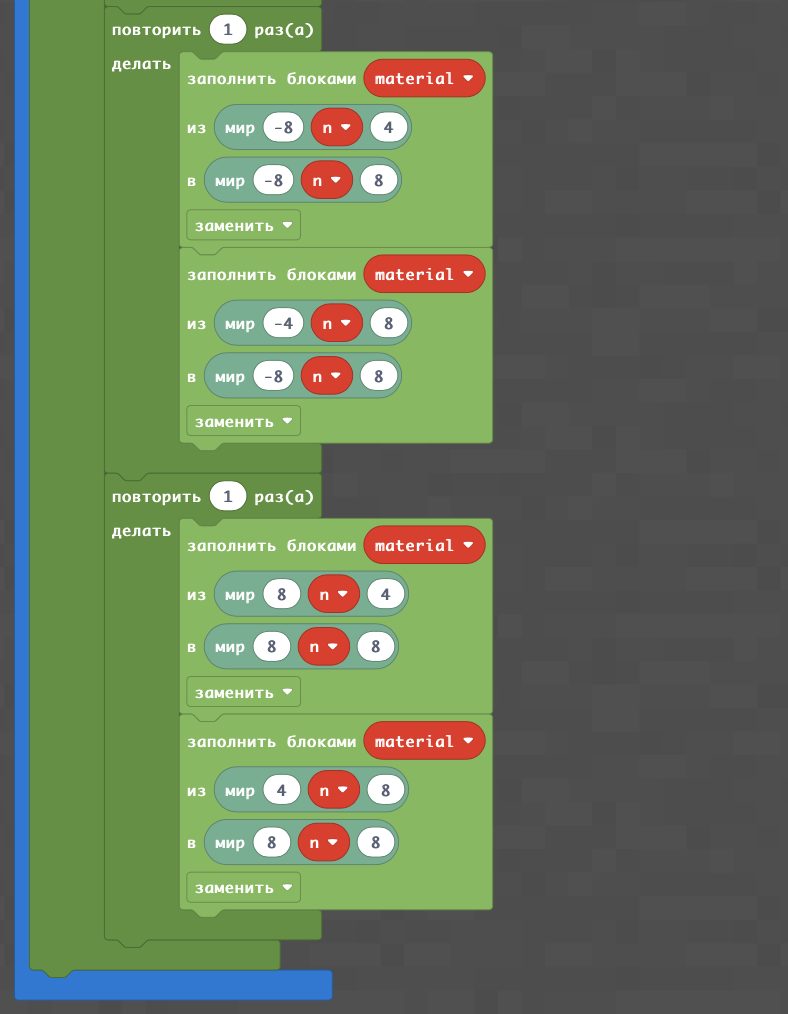 повторить 1 раз(а)
делать
заполнить блоками material
из мир -8 n 4
в мир -8 n 8
заменить
заполнить блоками material
из мир -4 n 8
в мир -8 n 8
заменить
повторить 1 раз(а)
делать
заполнить блоками material
из мир 8 n 4
в мир 8 n 8
заменить
заполнить блоками material
из мир 4 n 8
в мир 8 n 8
заменить